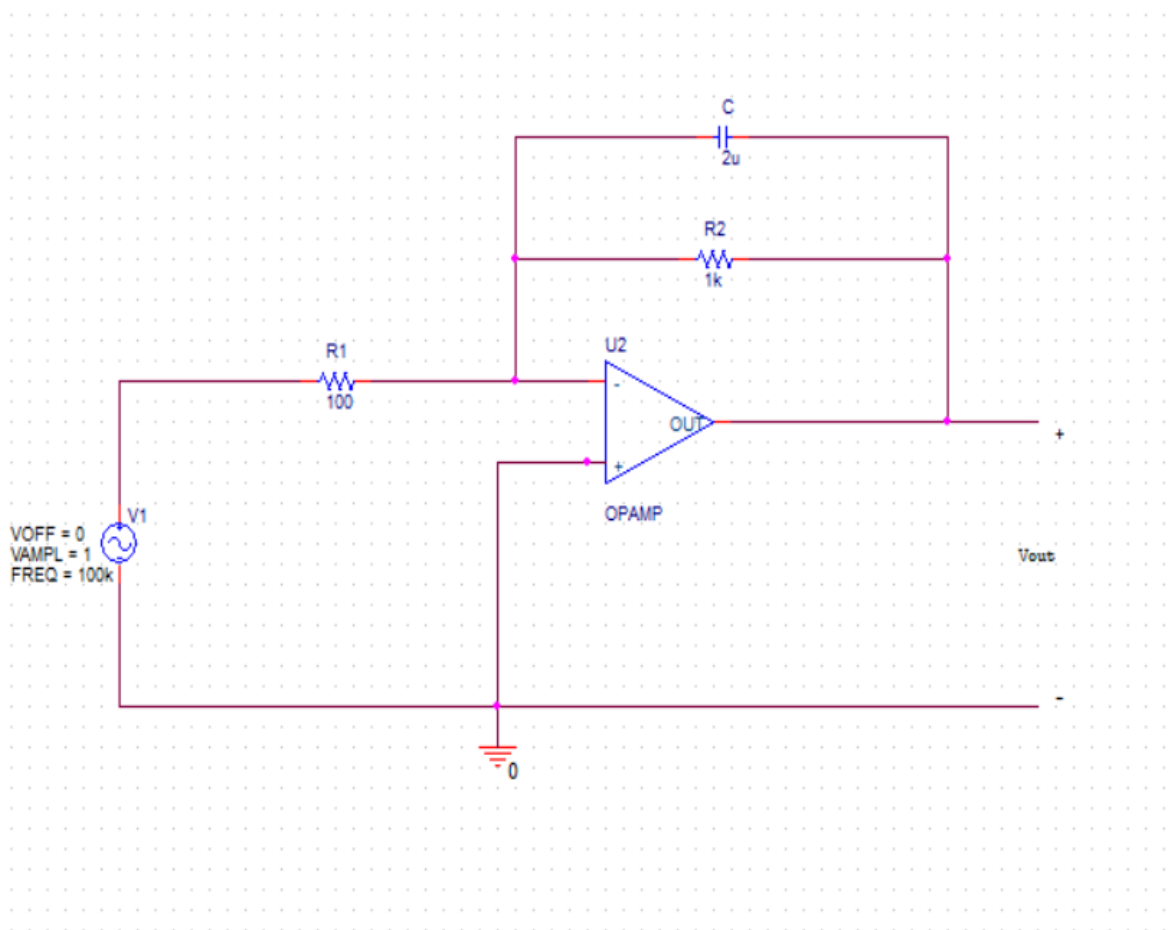 C
2u
R2
1k
U2
R1
-
100
OUT
+
+
OPAMP
V1
VOFF = 0
VAMPL = 1
FREQ = 100k
Vout
-
0